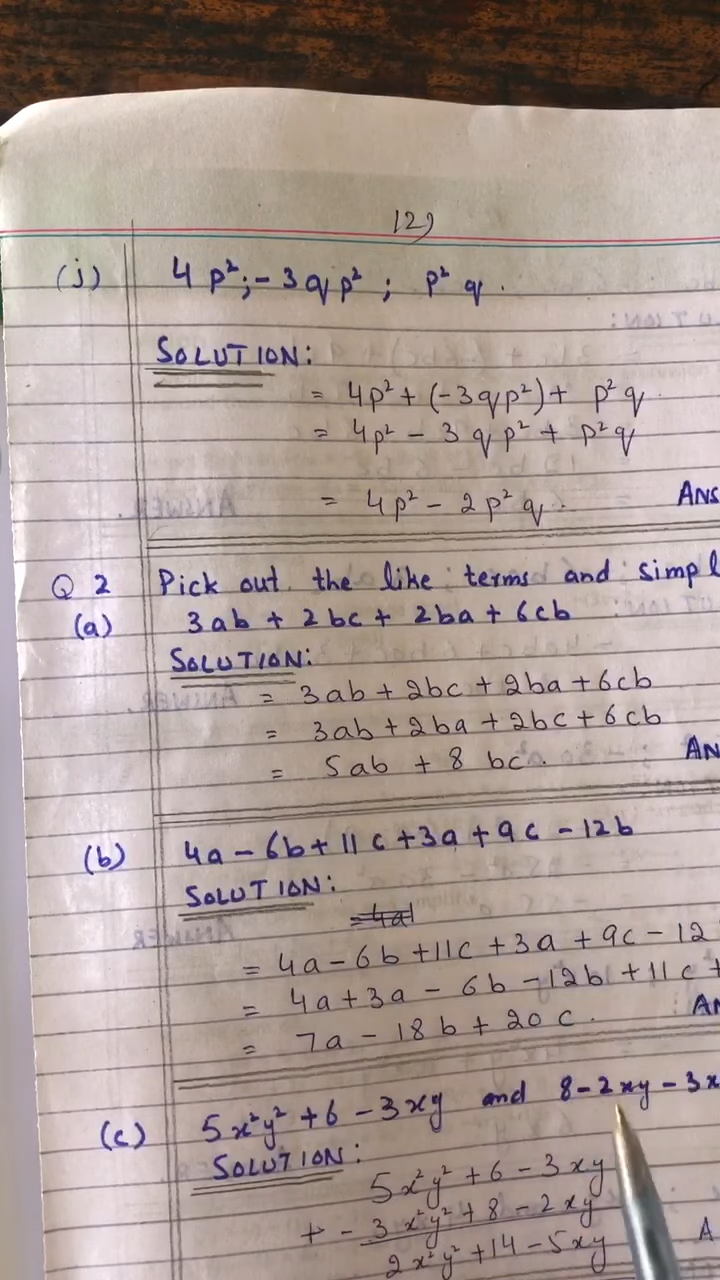 12)
(j) 4p²; -3qp²; p²q.
SOLUTION:
= 4p² + (-3qp²) + p²q
= 4p² - 3qp² + p²q
= 4p² - 2p²q. ANS
Q 2 Pick out the like terms and simpl
(a) 3ab + 2bc + 2ba + 6cb
SOLUTION:
= 3ab + 2bc + 2ba + 6cb
= 3ab + 2ba + 2bc + 6cb
= 5ab + 8 bc. AN
(b) 4a - 6b + 11c + 3a + 9c - 12b
SOLUTION:
= 4a - 6b + 11c + 3a + 9c - 12
= 4a + 3a - 6b - 12b + 11c +
= 7a - 18b + 20c. AN
(c) 5x²y² + 6 - 3xy and 8 - 2xy - 3x
SOLUTION:
5x²y² + 6 - 3xy
+ - 3x²y² + 8 - 2xy
2x²y² + 14 - 5xy A